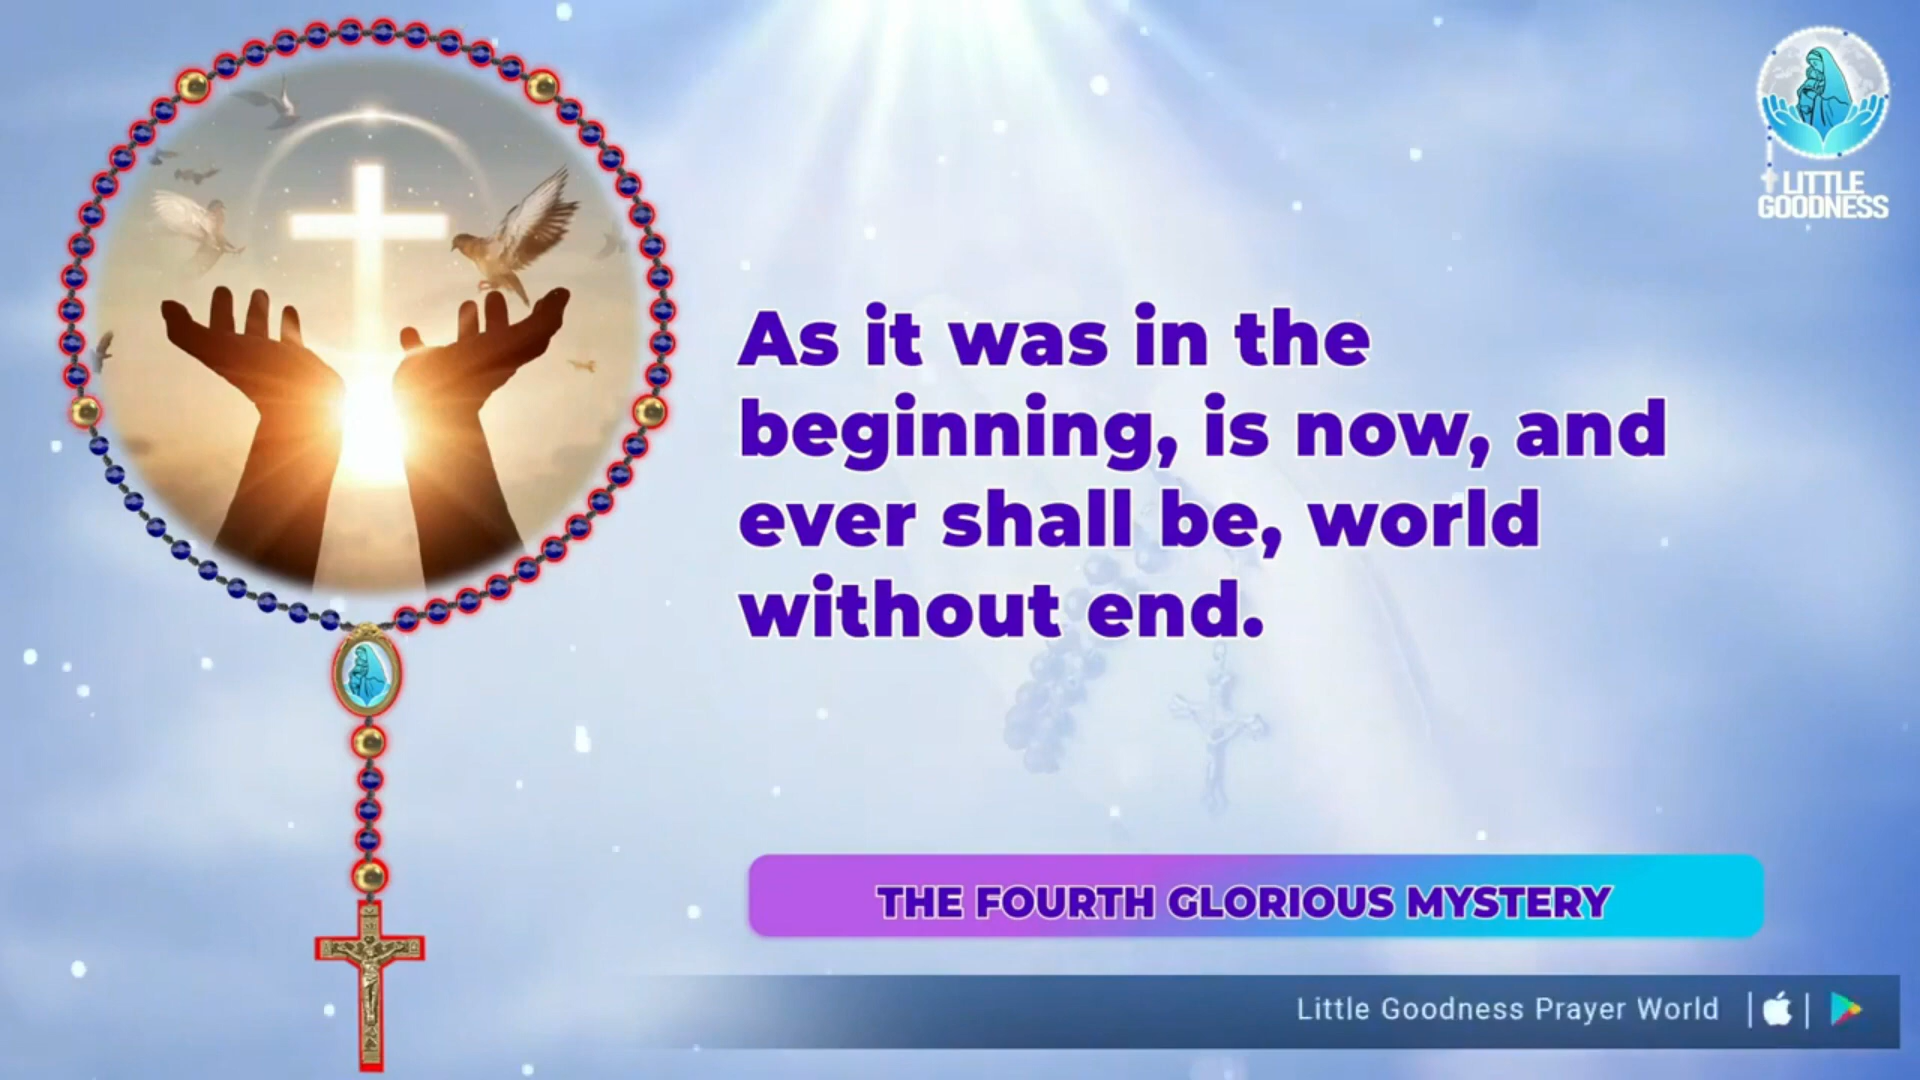 LITTLE
GOODNESS
As it was in the
beginning, is now, and
ever shall be, world
without end.
THE FOURTH GLORIOUS MYSTERY
Little Goodness Prayer World